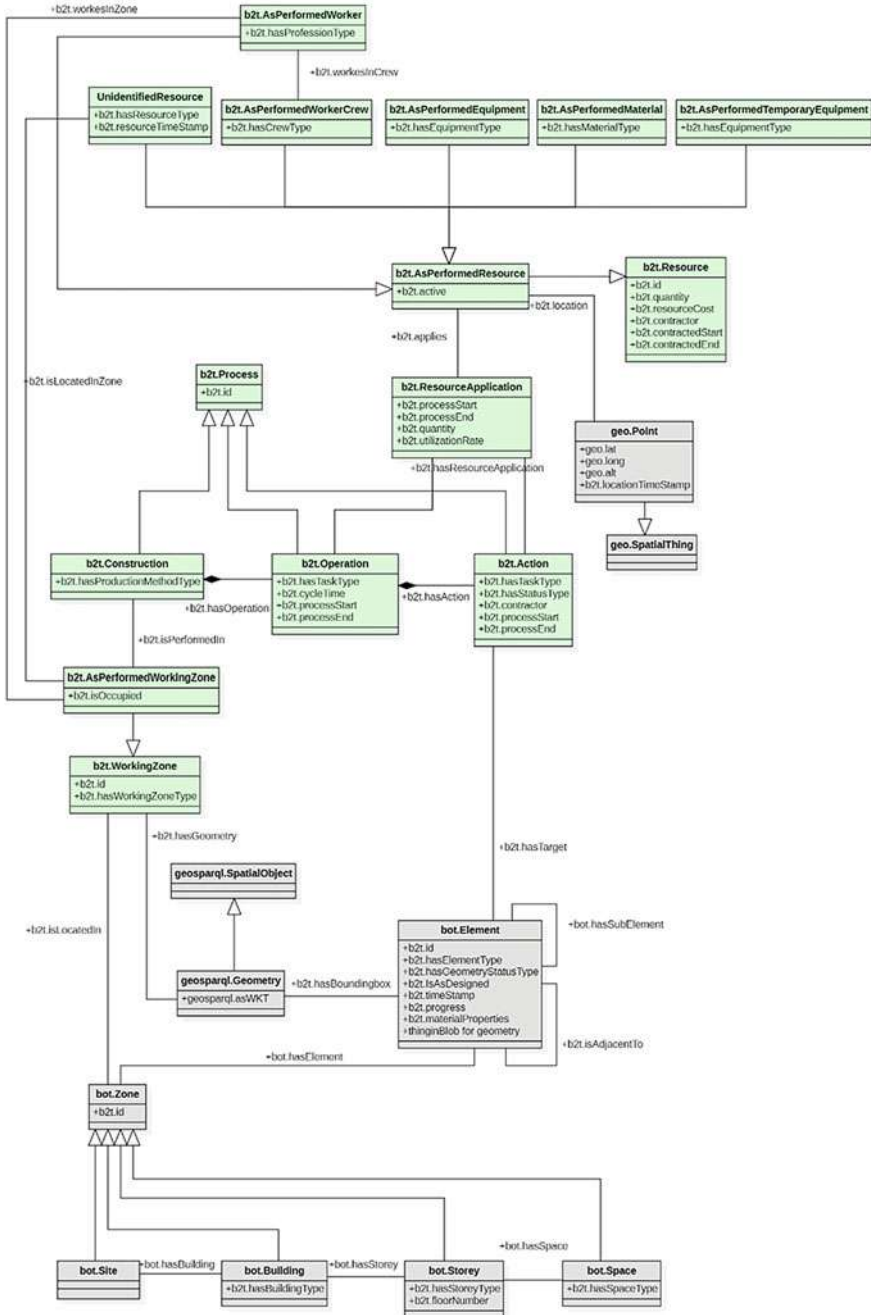 +b2t.workesInZone
b2t.AsPerformedWorker
+b2t.hasProfessionType
+b2t.workesInCrew
UnidentifiedResource
+b2t.hasResourceType
+b2t.resourceTimeStamp
b2t.AsPerformedWorkerCrew
+b2t.hasCrewType
b2t.AsPerformedEquipment
+b2t.hasEquipmentType
b2t.AsPerformedMaterial
+b2t.hasMaterialType
b2t.AsPerformedTemporaryEquipment
+b2t.hasEquipmentType
b2t.AsPerformedResource
+b2t.active
+b2t.location
b2t.Resource
+b2t.id
+b2t.quantity
+b2t.resourceCost
+b2t.contractor
+b2t.contractedStart
+b2t.contractedEnd
+b2t.applies
+b2t.isLocatedInZone
b2t.Process
+b2t.id
b2t.ResourceApplication
+b2t.processStart
+b2t.processEnd
+b2t.quantity
+b2t.utilizationRate
+b2t.hasResourceApplication
geo.Point
+geo.lat
+geo.long
+geo.alt
+b2t.locationTimeStamp
geo.SpatialThing
b2t.Construction
+b2t.hasProductionMethodType
+b2t.hasOperation
b2t.Operation
+b2t.hasTaskType
+b2t.cycleTime
+b2t.processStart
+b2t.processEnd
+b2t.hasAction
b2t.Action
+b2t.hasTaskType
+b2t.hasStatusType
+b2t.contractor
+b2t.processStart
+b2t.processEnd
+b2t.isPerformedIn
b2t.AsPerformedWorkingZone
+b2t.isOccupied
b2t.WorkingZone
+b2t.id
+b2t.hasWorkingZoneType
+b2t.hasGeometry
+b2t.hasTarget
geosparql.SpatialObject
+b2t.isLocatedIn
geosparql.Geometry
+geosparql.asWKT
+b2t.hasBoundingbox
bot.Element
+b2t.id
+b2t.hasElementType
+b2t.hasGeometryStatusType
+b2t.IsAsDesigned
+b2t.timeStamp
+b2t.progress
+b2t.materialProperties
+thinginBlob for geometry
+bot.hasSubElement
+b2t.isAdjacentTo
+bot.hasElement
bot.Zone
+b2t.id
bot.Site
+bot.hasBuilding
bot.Building
+b2t.hasBuildingType
+bot.hasStorey
bot.Storey
+b2t.hasStoreyType
+b2t.floorNumber
+bot.hasSpace
bot.Space
+b2t.hasSpaceType